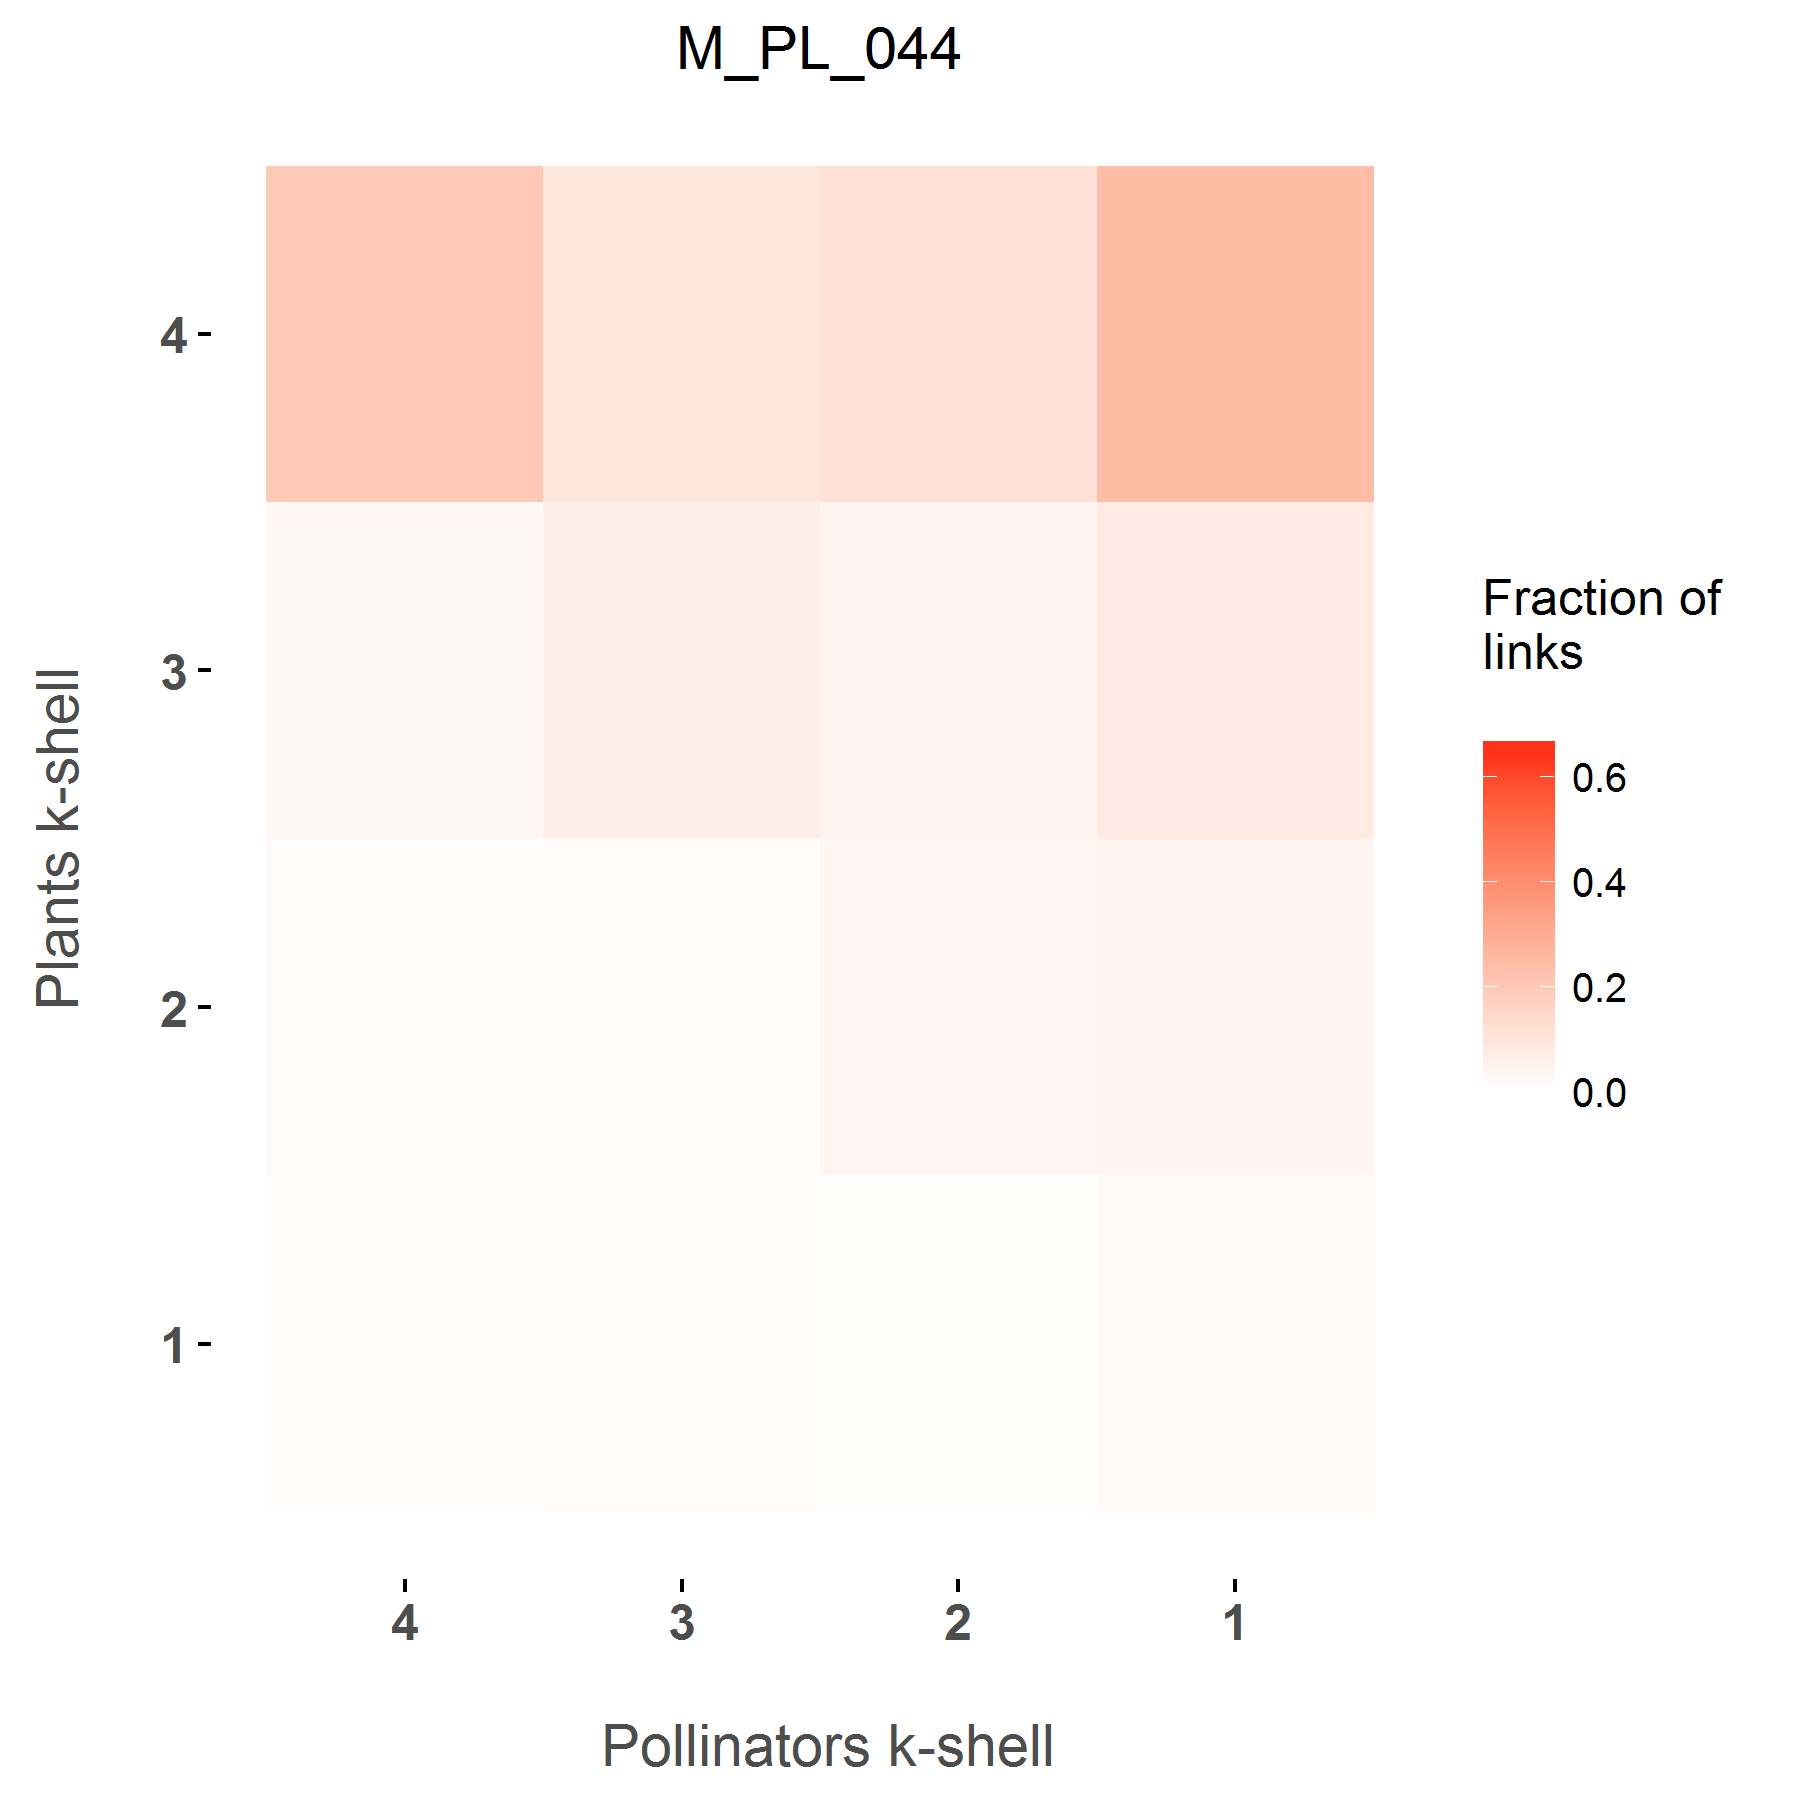 M_PL_044
4
3
2
1
Plants k-shell
4 3 2 1
Pollinators k-shell
Fraction of
links
0.6
0.4
0.2
0.0